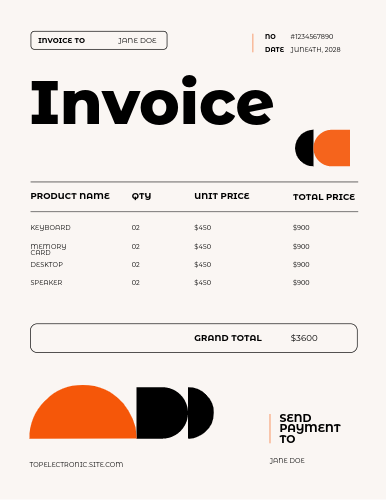 INVOICE TO JANE DOE
NO #1234567890
DATE JUNE4TH, 2028
Invoice
PRODUCT NAME QTY UNIT PRICE TOTAL PRICE
KEYBOARD 02 $450 $900
MEMORY
CARD 02 $450 $900
DESKTOP 02 $450 $900
SPEAKER 02 $450 $900
GRAND TOTAL $3600
SEND
PAYMENT
TO
JANE DOE
TOPELECTRONIC.SITE.COM